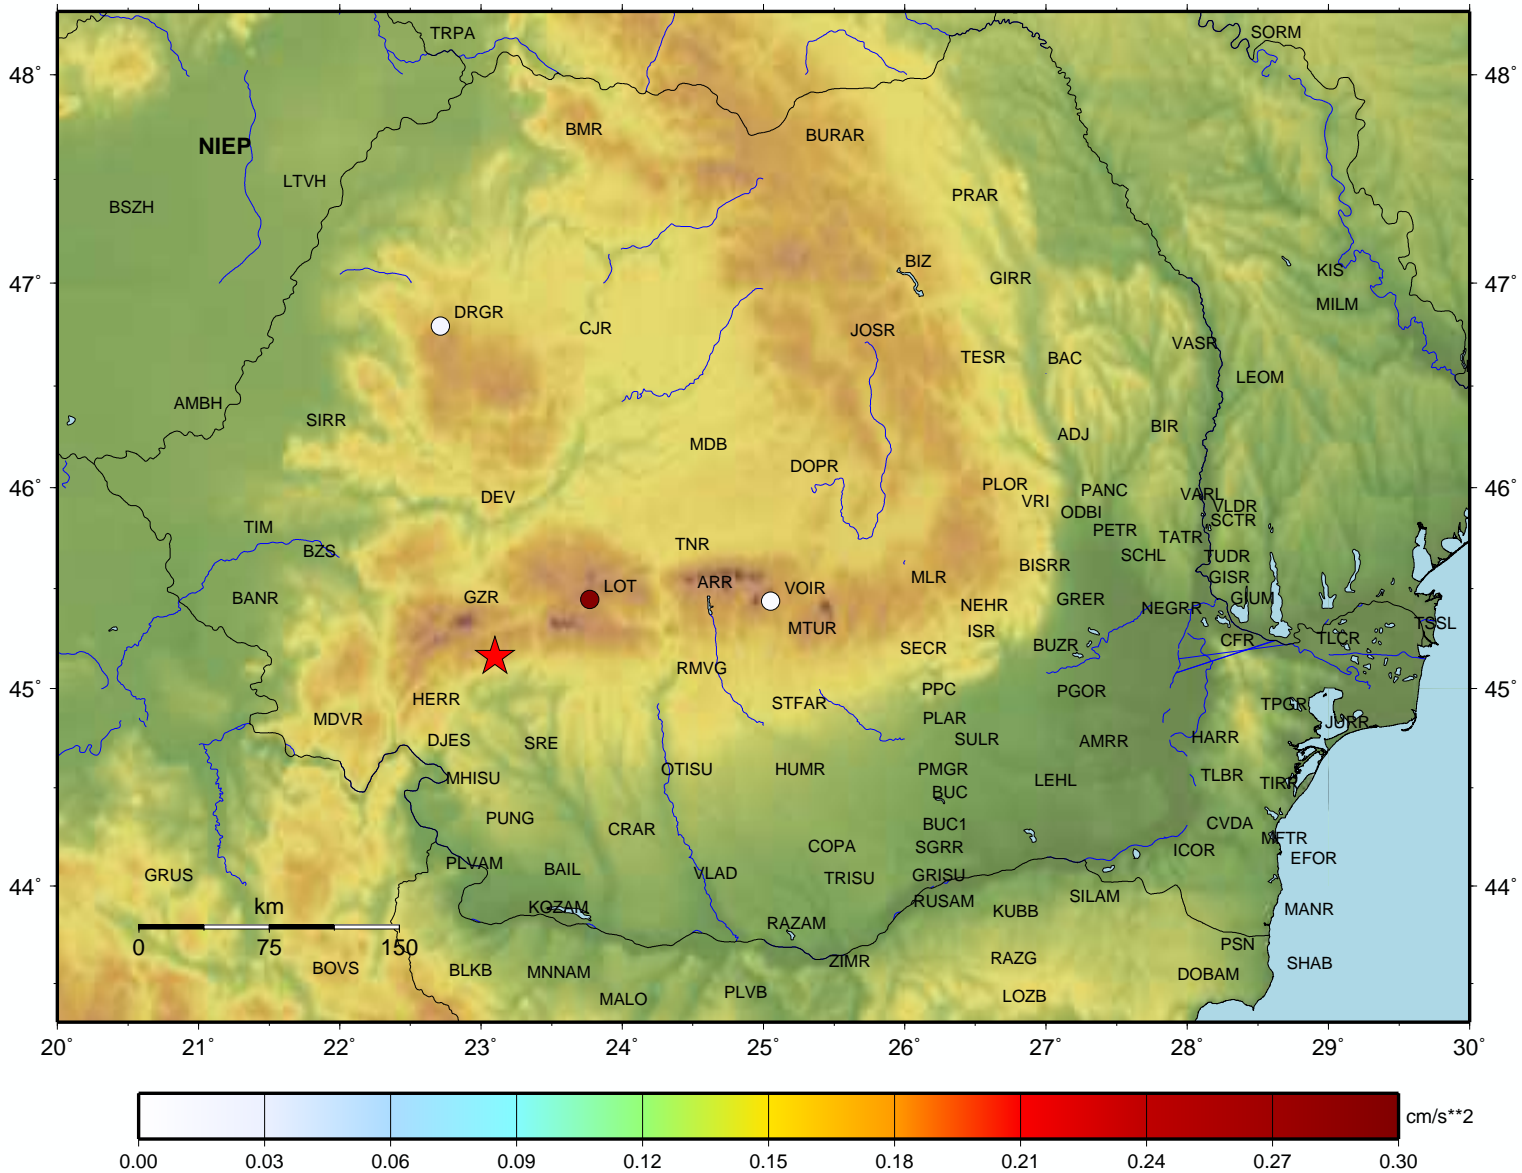 TRPA
SORM
48°
48°
BMR
BURAR
NIEP
LTVH
BSZH
PRAR
BIZ
KIS
47°
47°
GIRR
MILM
DRGR
CJR
JOSR
VASR
TESR
BAC
LEOM
AMBH
SIRR
BIR
ADJ
MDB
DOPR
46°
46°
DEV
PLOR
PANC
VARL
VRI
VLDR
ODBI
SCTR
TIM
PETR
TATR
BZS
TNR
SCHL
TUDR
BISRR
MLR
GISR
LOT
ARR
VOIR
GZR
BANR
NEHR
GRER
GIUM
NEGRR
TSSL
MTUR
ISR
CFR
TLCR
SECR
BUZR
RMVG
45°
45°
PPC
PGOR
HERR
STFAR
TPGR
MDVR
PLAR
JURR
DJES
SRE
SULR
AMRR
HARR
MHISU
OTISU
HUMR
PMGR
LEHL
TLBR
TIRR
BUC
PUNG
CRAR
BUC1
CVDA
COPA
SGRR
MFTR
ICOR
EFOR
PLVAM
BAIL
VLAD
TRISU
GRISU
GRUS
44°
44°
SILAM
RUSAM
KOZAM
KUBB
MANR
km
RAZAM
0
75
150
PSN
ZIMR
RAZG
SHAB
BOVS
BLKB
MNNAM
DOBAM
PLVB
MALO
LOZB
20°
21°
22°
23°
24°
25°
26°
27°
28°
29°
30°
cm/s**2
0.00
0.03
0.06
0.09
0.12
0.15
0.18
0.21
0.24
0.27
0.30